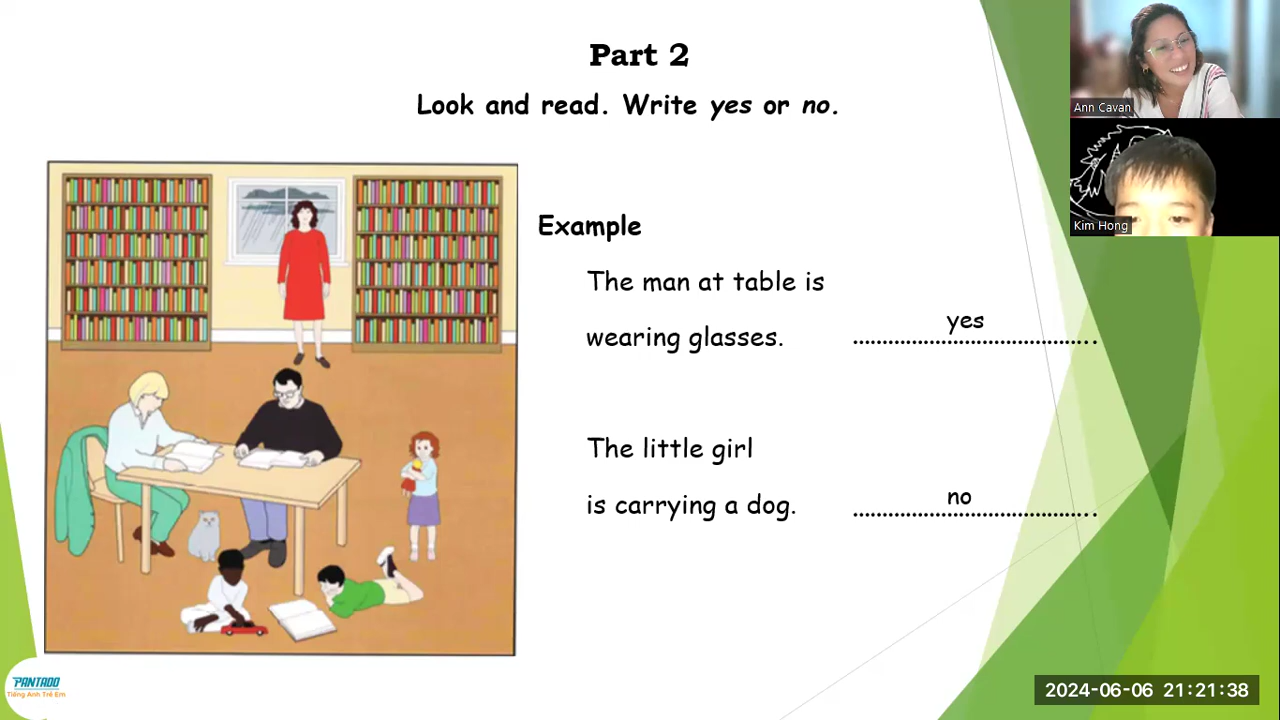 Part 2
Look and read. Write yes or no.
Ann Cavan
Kim Hong
Example
The man at table is
wearing glasses.
yes
The little girl
is carrying a dog.
no
PANTADO
Tiếng Anh Trẻ Em
2024-06-06 21:21:38